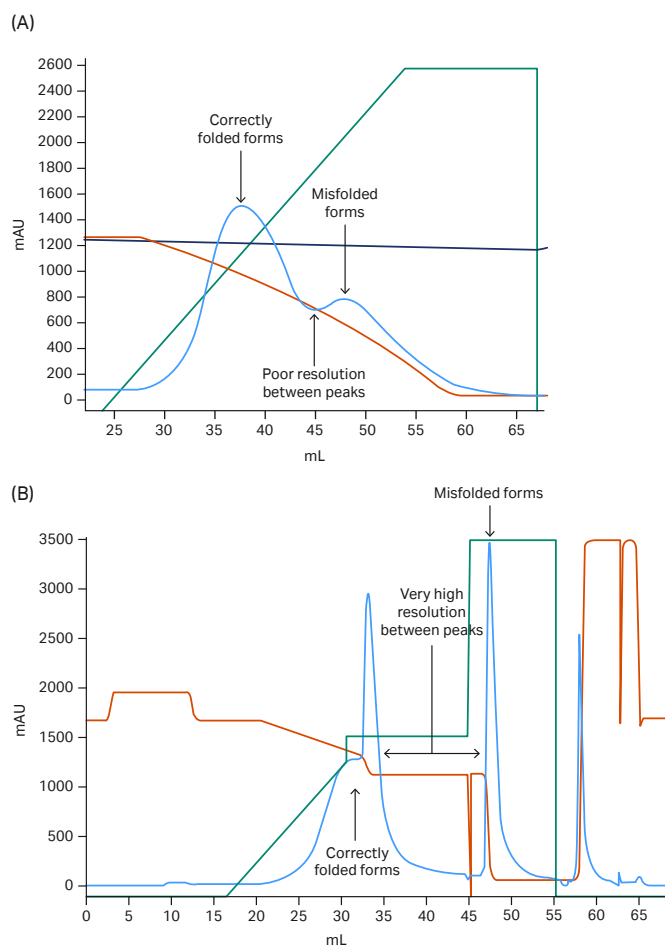 (A)
2600
2400
2200
2000
1800
1600
1400
1200
1000
800
600
400
200
0
mAU
Correctly
folded forms
Misfolded
forms
Poor resolution
between peaks
25 30 35 40 45 50 55 60 65
mL
(B)
Misfolded forms
3500
3000
2500
2000
1500
1000
500
0
mAU
Very high
resolution
between peaks
Correctly
folded forms
0 5 10 15 20 25 30 35 40 45 50 55 60 65
mL